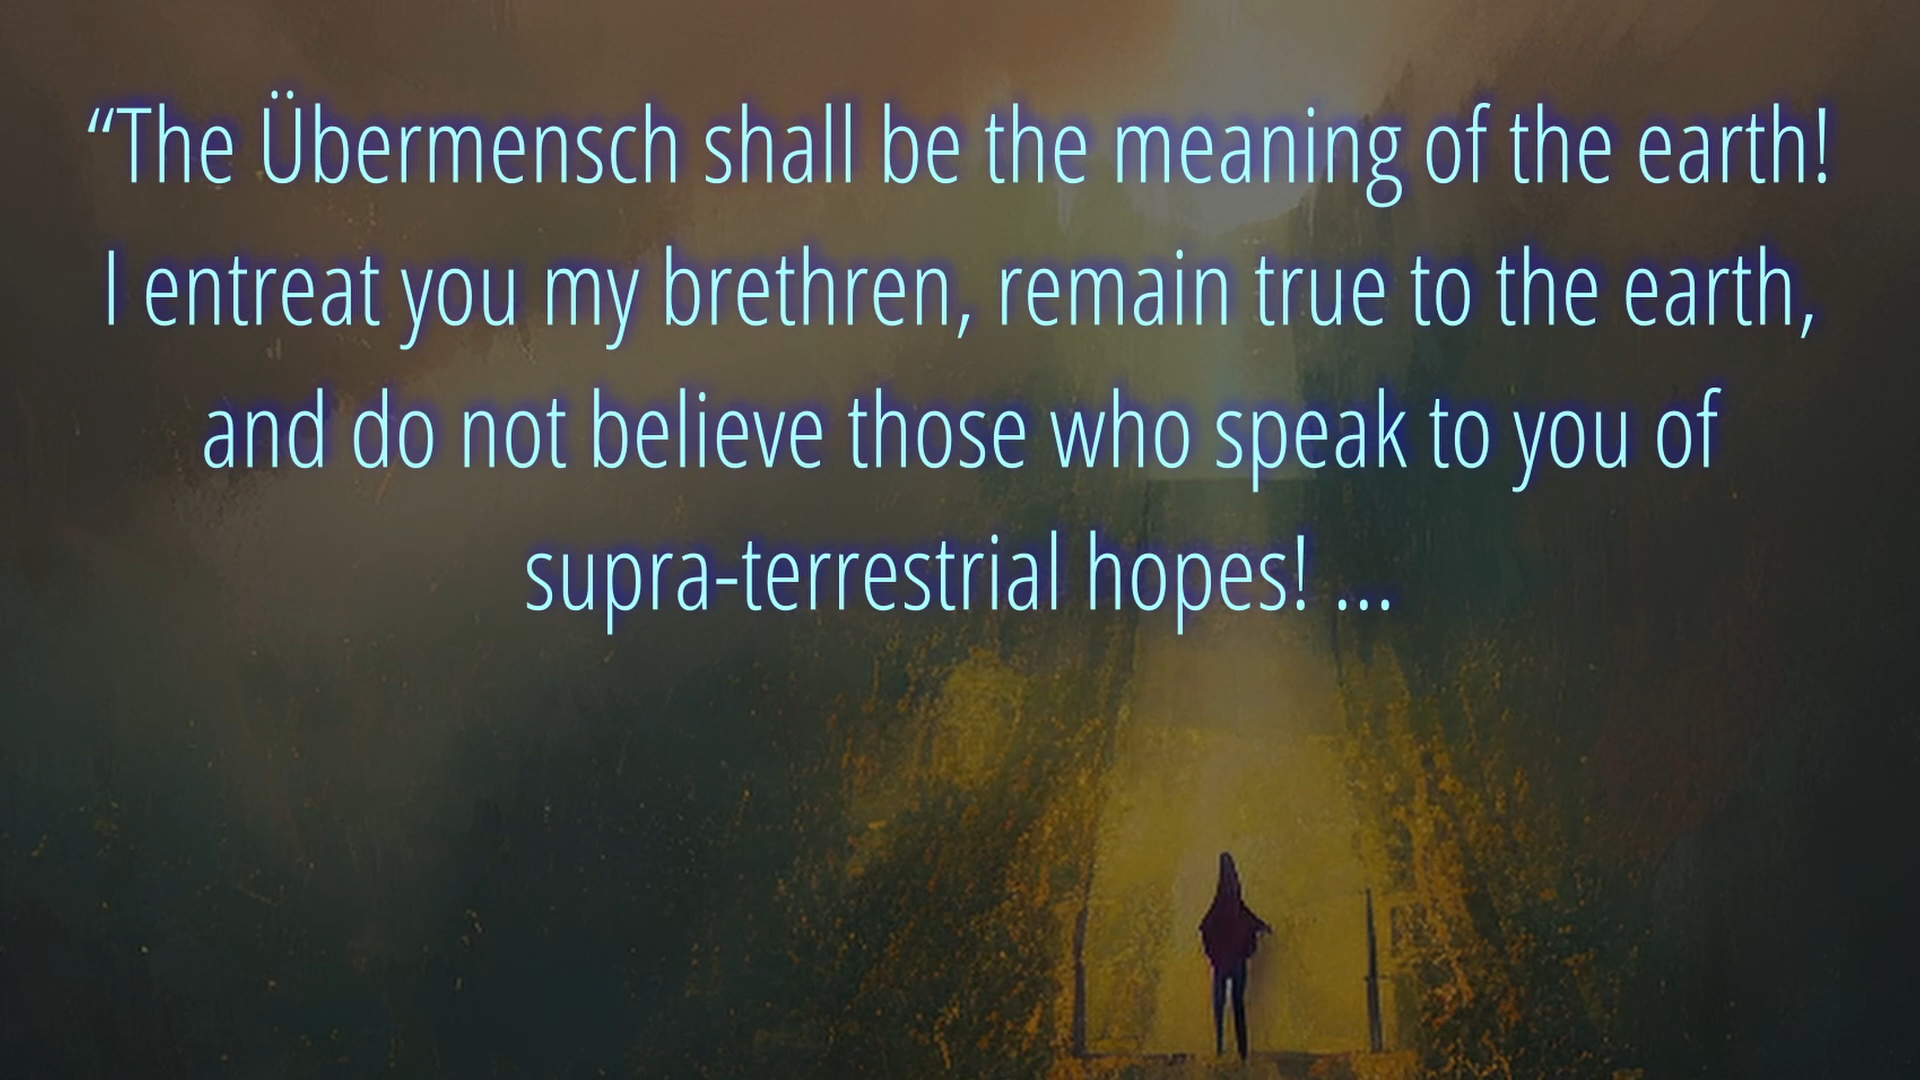 “The Übermensch shall be the meaning of the earth!
I entreat you my brethren, remain true to the earth,
and do not believe those who speak to you of
supra-terrestrial hopes! ...